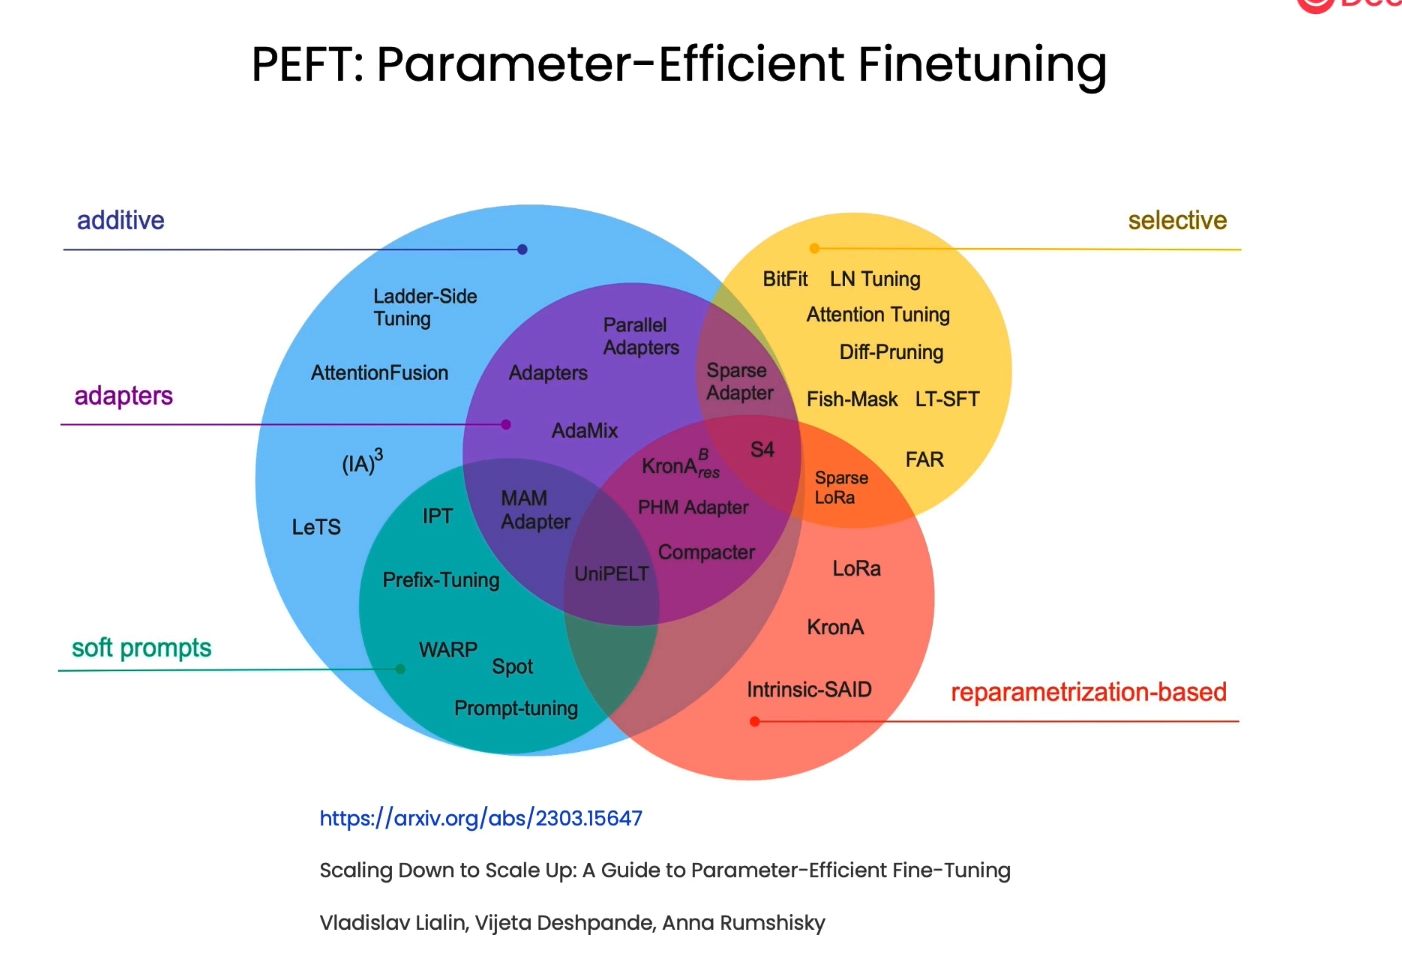 PEFT: Parameter-Efficient Finetuning
additive
selective
BitFit LN Tuning
Ladder-Side
Tuning
Attention Tuning
Parallel
Adapters
Diff-Pruning
AttentionFusion
Adapters
Sparse
Adapter
adapters
Fish-Mask LT-SFT
AdaMix
(IA)³
KronA^B_res
S4
FAR
Sparse
LoRa
MAM
Adapter
PHM Adapter
IPT
LeTS
Compacter
LoRa
UniPELT
Prefix-Tuning
KronA
soft prompts
WARP
Spot
Intrinsic-SAID
reparametrization-based
Prompt-tuning
https://arxiv.org/abs/2303.15647
Scaling Down to Scale Up: A Guide to Parameter-Efficient Fine-Tuning
Vladislav Lialin, Vijeta Deshpande, Anna Rumshisky